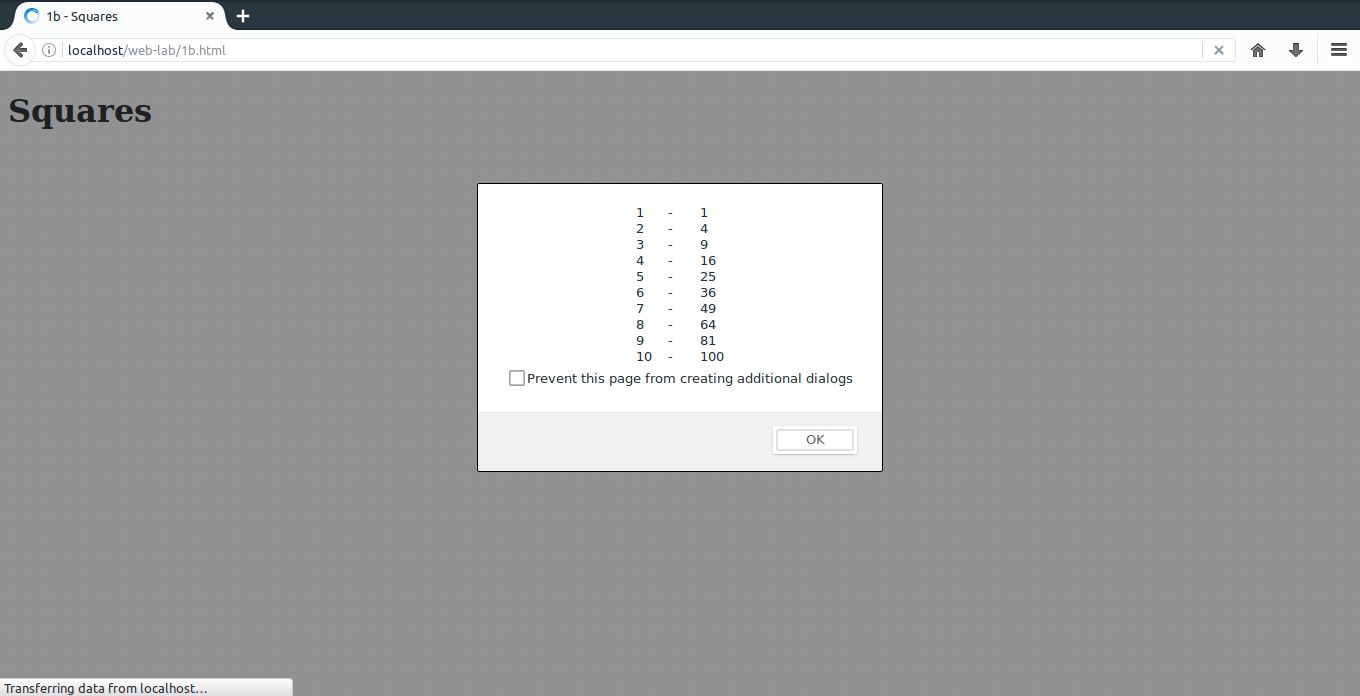 1b - Squares
localhost/web-lab/1b.html
Squares
1 - 1
2 - 4
3 - 9
4 - 16
5 - 25
6 - 36
7 - 49
8 - 64
9 - 81
10 - 100
Prevent this page from creating additional dialogs
OK
Transferring data from localhost…